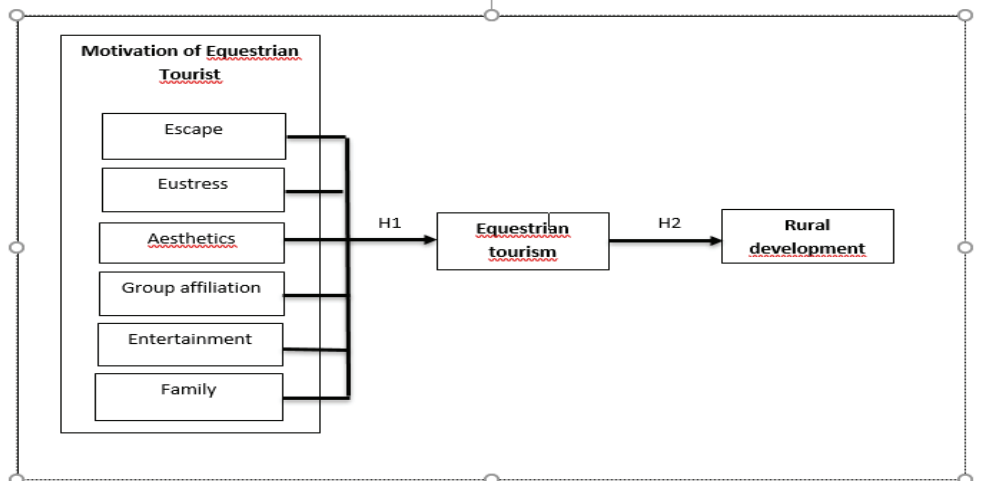 Motivation of Equestrian
Tourist
Escape
Eustress
Aesthetics
Group affiliation
Entertainment
Family
H1
Equestrian
tourism
H2
Rural
development